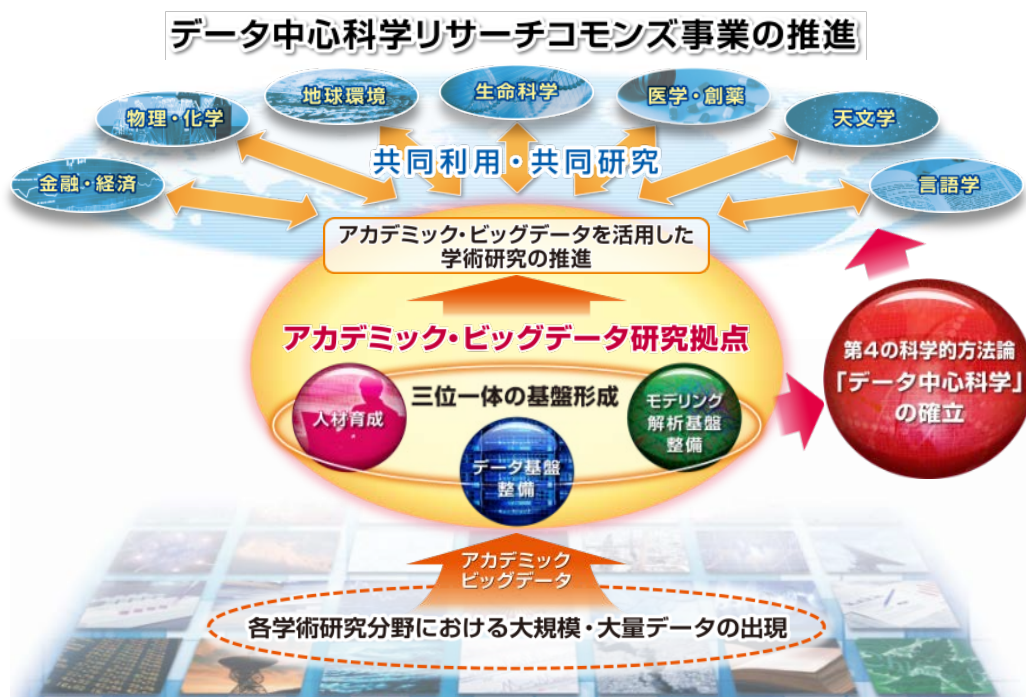 データ中心科学リサーチコモンズ事業の推進
地球環境
生命科学
医学・創薬
物理・化学
天文学
金融・経済
共同利用・共同研究
言語学
アカデミック・ビッグデータを活用した
学術研究の推進
アカデミック・ビッグデータ研究拠点
三位一体の基盤形成
人材育成
データ基盤
整備
モデリング
解析基盤
整備
第4の科学的方法論
「データ中心科学」
の確立
アカデミック
ビッグデータ
各学術研究分野における大規模・大量データの出現